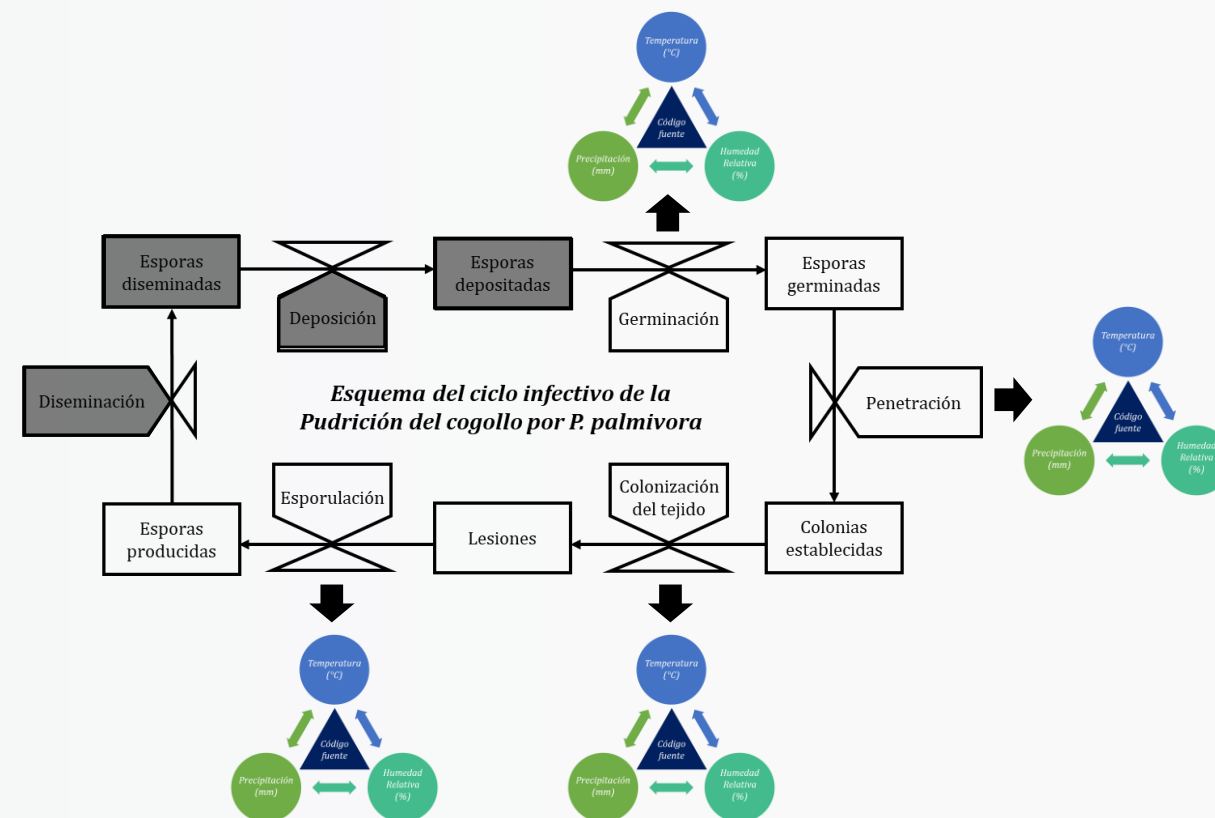 Temperatura
(°C)
Código
fuente
Precipitación
(mm)
Humedad
Relativa
(%)
Esporas
diseminadas
Deposición
Esporas
depositadas
Germinación
Esporas
germinadas
Diseminación
Esquema del ciclo infectivo de la
Pudrición del cogollo por P. palmivora
Penetración
Temperatura
(°C)
Código
fuente
Precipitación
(mm)
Humedad
Relativa
(%)
Esporas
producidas
Esporulación
Lesiones
Colonización
del tejido
Colonias
establecidas
Temperatura
(°C)
Código
fuente
Precipitación
(mm)
Humedad
Relativa
(%)
Temperatura
(°C)
Código
fuente
Precipitación
(mm)
Humedad
Relativa
(%)